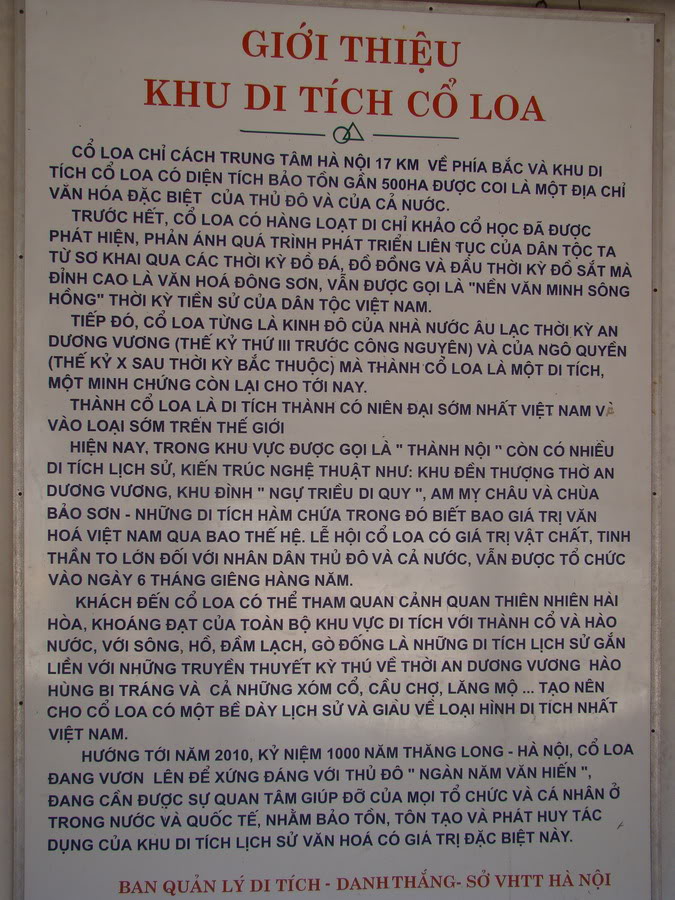 GIỚI THIỆU
KHU DI TÍCH CỔ LOA
CỔ LOA CHỈ CÁCH TRUNG TÂM HÀ NỘI 17 KM VỀ PHÍA BẮC VÀ KHU DI
TÍCH CỔ LOA CÓ DIỆN TÍCH BẢO TỒN GẦN 500HA ĐƯỢC COI LÀ MỘT ĐỊA CHỈ
VĂN HÓA ĐẶC BIỆT CỦA THỦ ĐÔ VÀ CỦA CẢ NƯỚC.
TRƯỚC HẾT, CỔ LOA CÓ HÀNG LOẠT DI CHỈ KHẢO CỔ HỌC ĐÃ ĐƯỢC
PHÁT HIỆN, PHẢN ÁNH QUÁ TRÌNH PHÁT TRIỂN LIÊN TỤC CỦA DÂN TỘC TA
TỪ SƠ KHAI QUA CÁC THỜI KỲ ĐỒ ĐÁ, ĐỒ ĐỒNG VÀ ĐẦU THỜI KỲ ĐỒ SẮT MÀ
ĐỈNH CAO LÀ VĂN HOÁ ĐÔNG SƠN, VẪN ĐƯỢC GỌI LÀ "NỀN VĂN MINH SÔNG
HỒNG" THỜI KỲ TIỀN SỬ CỦA DÂN TỘC VIỆT NAM.
TIẾP ĐÓ, CỔ LOA TỪNG LÀ KINH ĐÔ CỦA NHÀ NƯỚC ÂU LẠC THỜI KỲ AN
DƯƠNG VƯƠNG (THẾ KỶ THỨ III TRƯỚC CÔNG NGUYÊN) VÀ CỦA NGÔ QUYỀN
(THẾ KỶ X SAU THỜI KỲ BẮC THUỘC) MÀ THÀNH CỔ LOA LÀ MỘT DI TÍCH,
MỘT MINH CHỨNG CÒN LẠI CHO TỚI NAY.
THÀNH CỔ LOA LÀ DI TÍCH THÀNH CÓ NIÊN ĐẠI SỚM NHẤT VIỆT NAM VÀ
VÀO LOẠI SỚM TRÊN THẾ GIỚI
HIỆN NAY, TRONG KHU VỰC ĐƯỢC GỌI LÀ " THÀNH NỘI " CÒN CÓ NHIỀU
DI TÍCH LỊCH SỬ, KIẾN TRÚC NGHỆ THUẬT NHƯ: KHU ĐỀN THƯỢNG THỜ AN
DƯƠNG VƯƠNG, KHU ĐÌNH " NGỰ TRIỀU DI QUY ", AM MỴ CHÂU VÀ CHÙA
BẢO SƠN - NHỮNG DI TÍCH HÀM CHỨA TRONG ĐÓ BIẾT BAO GIÁ TRỊ VĂN
HOÁ VIỆT NAM QUA BAO THẾ HỆ. LỄ HỘI CỔ LOA CÓ GIÁ TRỊ VẬT CHẤT, TINH
THẦN TO LỚN ĐỐI VỚI NHÂN DÂN THỦ ĐÔ VÀ CẢ NƯỚC, VẪN ĐƯỢC TỔ CHỨC
VÀO NGÀY 6 THÁNG GIÊNG HÀNG NĂM.
KHÁCH ĐẾN CỔ LOA CÓ THỂ THAM QUAN CẢNH QUAN THIÊN NHIÊN HÀI
HÒA, KHOÁNG ĐẠT CỦA TOÀN BỘ KHU VỰC DI TÍCH VỚI THÀNH CỔ VÀ HÀO
NƯỚC, VỚI SÔNG, HỒ, ĐẦM LẠCH, GÒ ĐỐNG LÀ NHỮNG DI TÍCH LỊCH SỬ GẮN
LIỀN VỚI NHỮNG TRUYỀN THUYẾT KỲ THÚ VỀ THỜI AN DƯƠNG VƯƠNG HÀO
HÙNG BI TRÁNG VÀ CẢ NHỮNG XÓM CỔ, CẦU CHỢ, LĂNG MỘ ... TẠO NÊN
CHO CỔ LOA CÓ MỘT BỀ DÀY LỊCH SỬ VÀ GIÀU VỀ LOẠI HÌNH DI TÍCH NHẤT
VIỆT NAM.
HƯỚNG TỚI NĂM 2010, KỶ NIỆM 1000 NĂM THĂNG LONG - HÀ NỘI, CỔ LOA
ĐANG VƯƠN LÊN ĐỂ XỨNG ĐÁNG VỚI THỦ ĐÔ " NGÀN NĂM VĂN HIẾN ",
ĐANG CẦN ĐƯỢC SỰ QUAN TÂM GIÚP ĐỠ CỦA MỌI TỔ CHỨC VÀ CÁ NHÂN Ở
TRONG NƯỚC VÀ QUỐC TẾ, NHẰM BẢO TỒN, TÔN TẠO VÀ PHÁT HUY TÁC
DỤNG CỦA KHU DI TÍCH LỊCH SỬ VĂN HOÁ CÓ GIÁ TRỊ ĐẶC BIỆT NÀY.
BAN QUẢN LÝ DI TÍCH - DANH THẮNG- SỞ VHTT HÀ NỘI